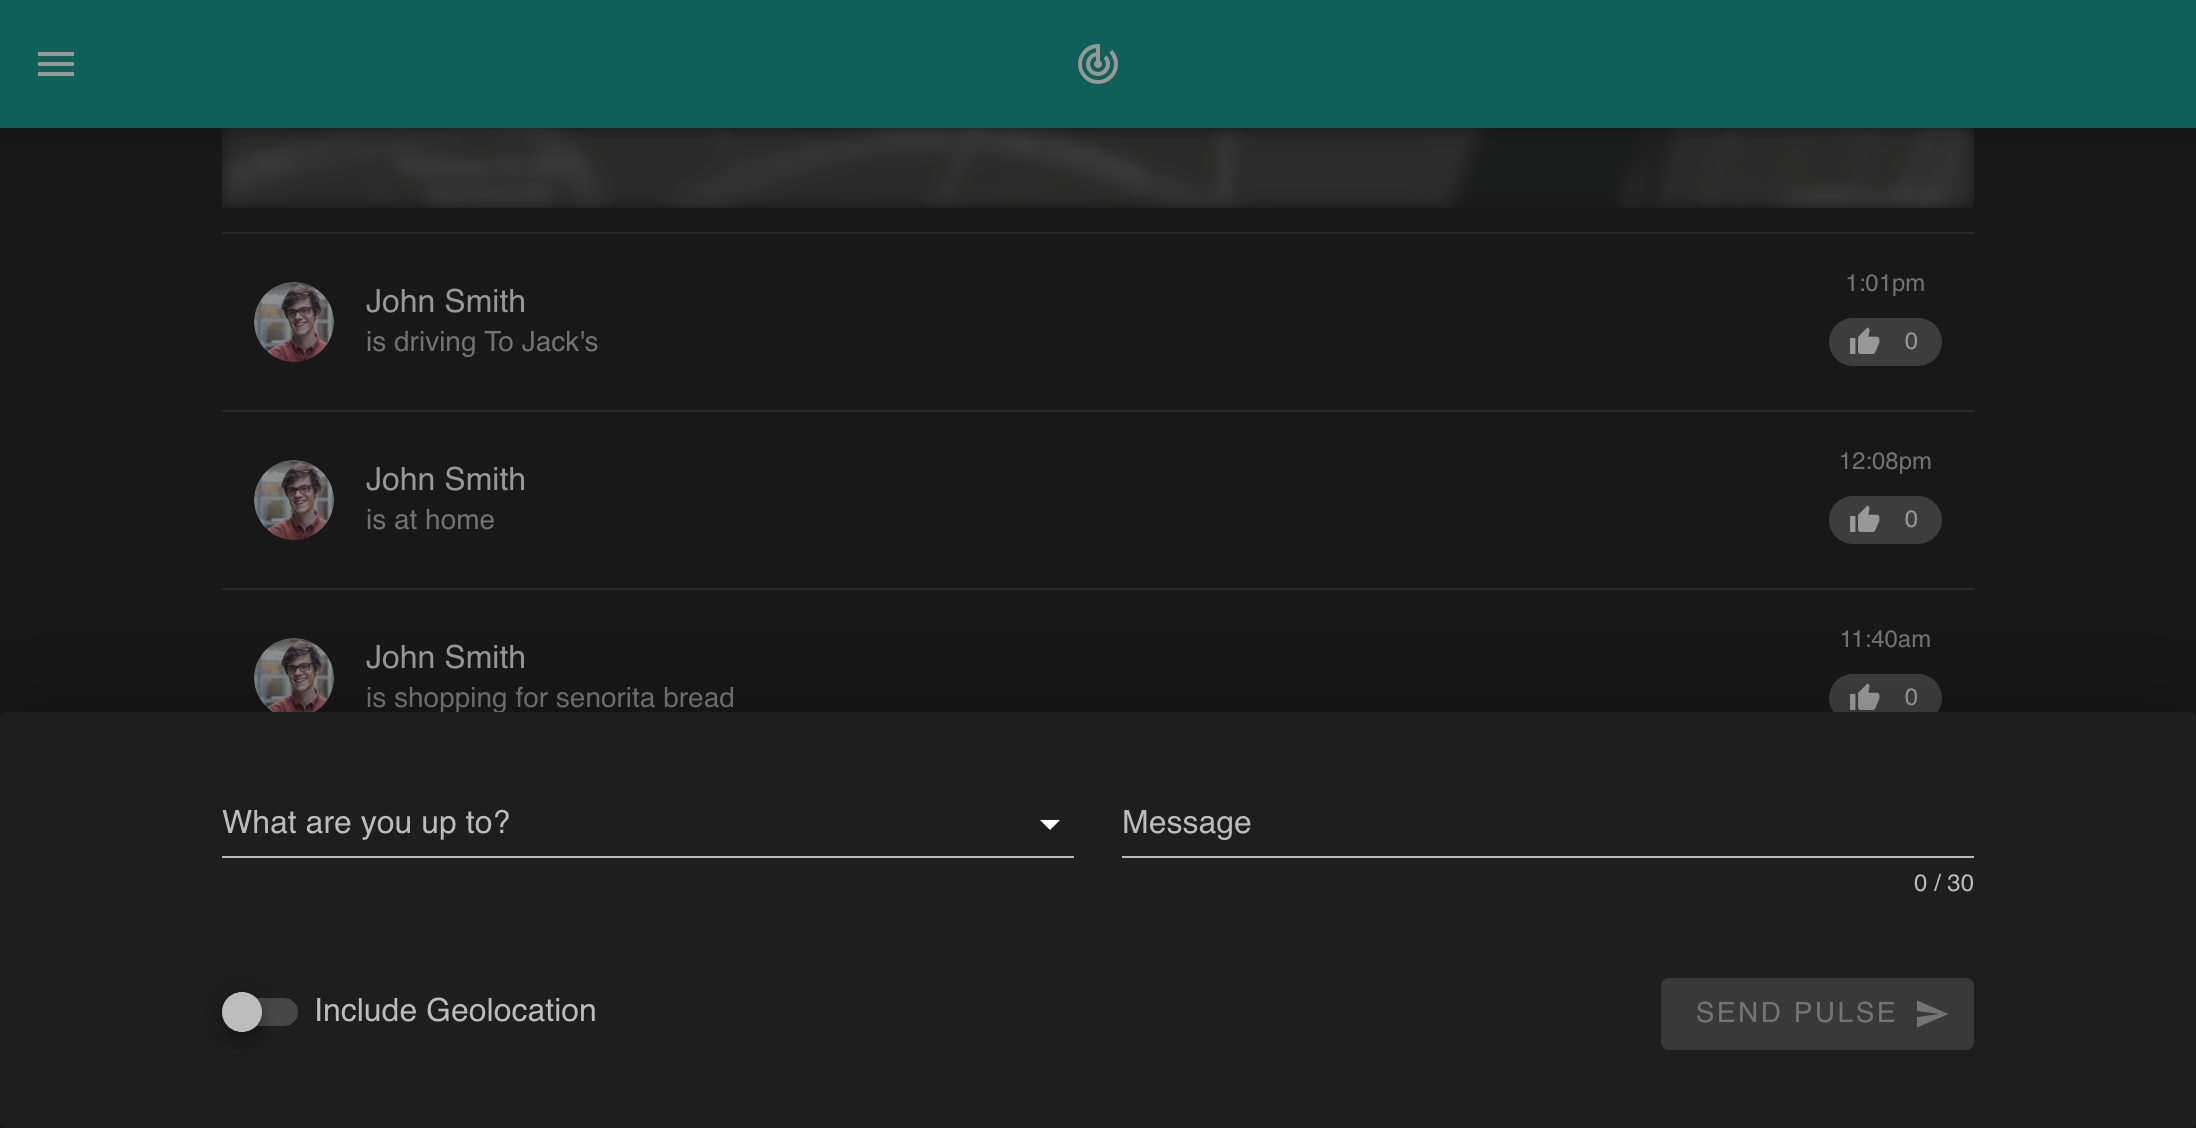 John Smith
is driving To Jack's
1:01pm
0
John Smith
is at home
12:08pm
0
John Smith
is shopping for senorita bread
11:40am
0
What are you up to?
Message
0 / 30
Include Geolocation
SEND PULSE